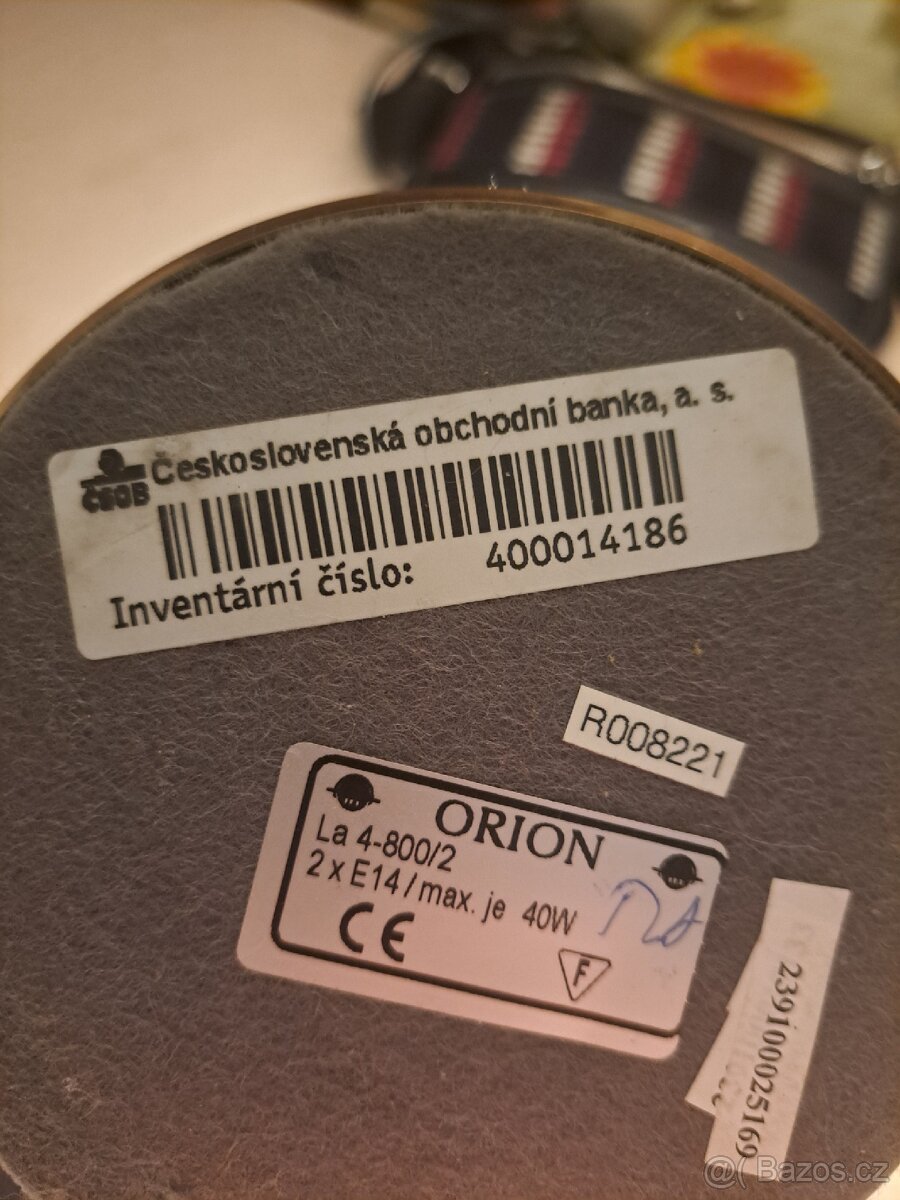 Československá obchodní banka, a. s.
ČSOB
Inventární číslo: 400014186
R008221
ORION
La 4-800/2
2 x E14 / max. je 40W
CE
F
239100025169
@( Bazos.cz